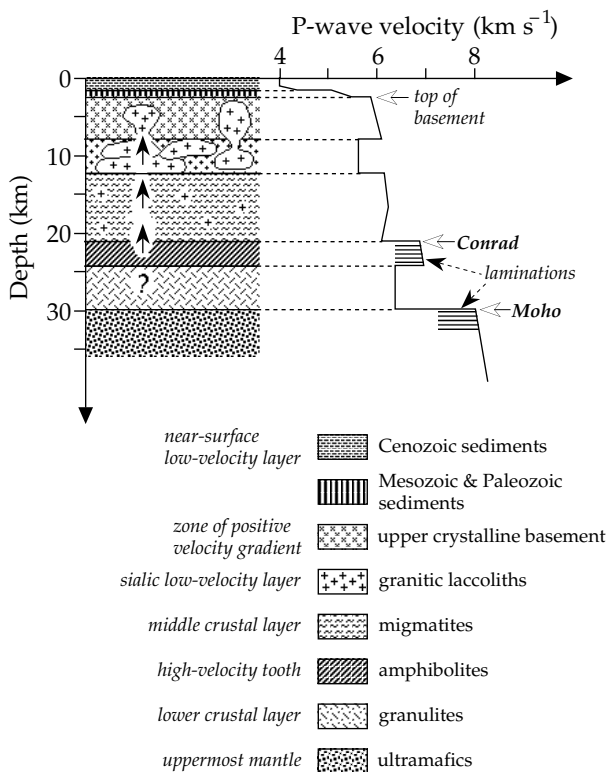 P-wave velocity (km s⁻¹)
4 6 8
0
10
20
30
Depth (km)
top of
basement
Conrad
laminations
Moho
?
near-surface
low-velocity layer
Cenozoic sediments
Mesozoic & Paleozoic
sediments
zone of positive
velocity gradient
upper crystalline basement
sialic low-velocity layer
granitic laccoliths
middle crustal layer
migmatites
high-velocity tooth
amphibolites
lower crustal layer
granulites
uppermost mantle
ultramafics